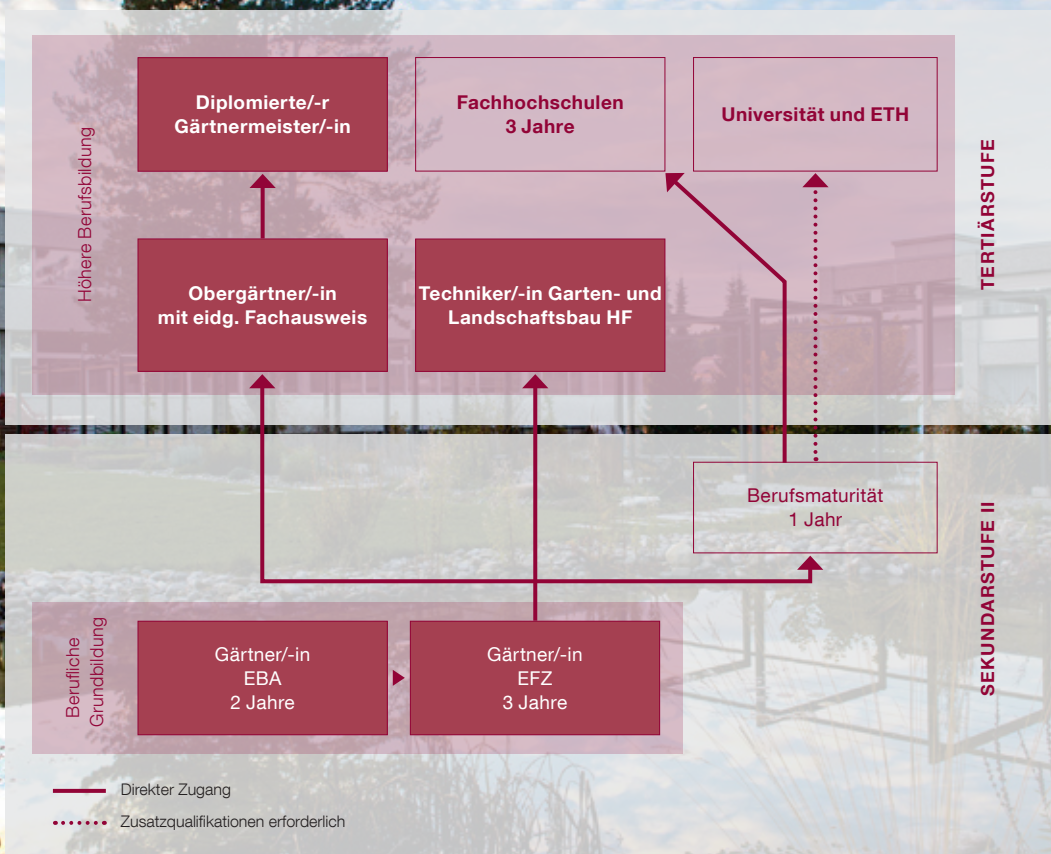 Höhere Berufsbildung
Diplomierte/-r
Gärtnermeister/-in
Fachhochschulen
3 Jahre
Universität und ETH
TERTIÄRSTUFE
Obergärtner/-in
mit eidg. Fachausweis
Techniker/-in Garten- und
Landschaftsbau HF
Berufsmaturität
1 Jahr
SEKUNDARSTUFE II
Berufliche
Grundbildung
Gärtner/-in
EBA
2 Jahre
Gärtner/-in
EFZ
3 Jahre
Direkter Zugang
Zusatzqualifikationen erforderlich